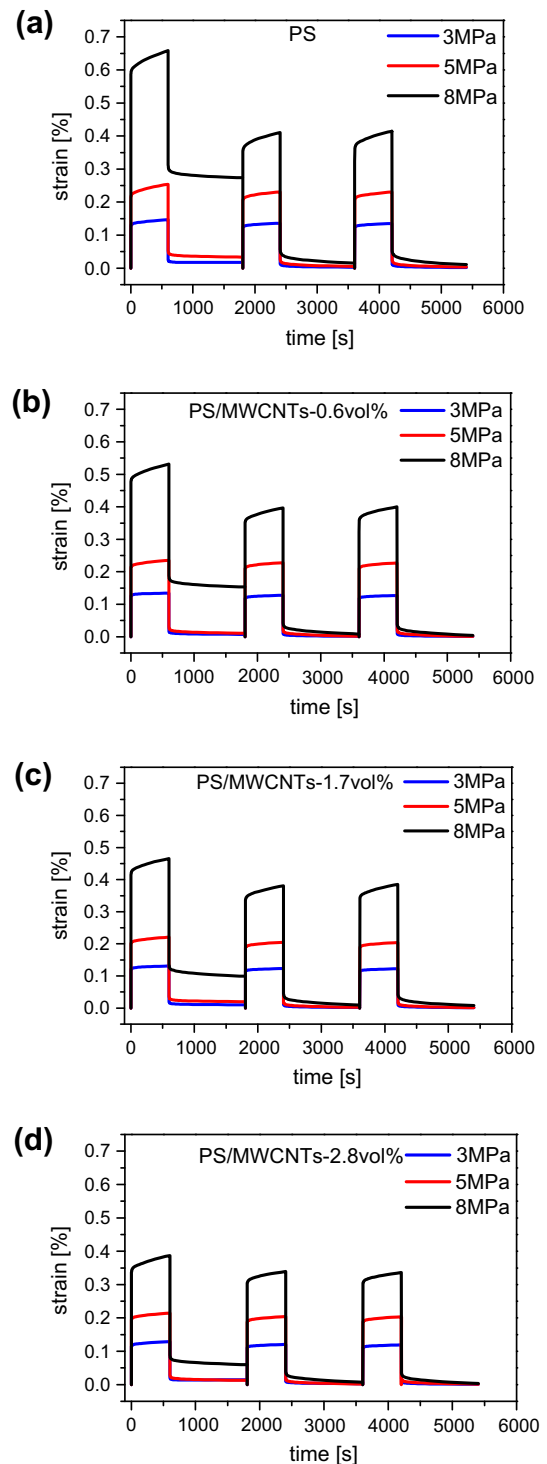 (a)
PS
3MPa
5MPa
8MPa
0.7
0.6
0.5
0.4
0.3
0.2
0.1
0.0
strain [%]
0 1000 2000 3000 4000 5000 6000
time [s]
(b)
PS/MWCNTs-0.6vol%
3MPa
5MPa
8MPa
0.7
0.6
0.5
0.4
0.3
0.2
0.1
0.0
strain [%]
0 1000 2000 3000 4000 5000 6000
time [s]
(c)
PS/MWCNTs-1.7vol%
3MPa
5MPa
8MPa
0.7
0.6
0.5
0.4
0.3
0.2
0.1
0.0
strain [%]
0 1000 2000 3000 4000 5000 6000
time [s]
(d)
PS/MWCNTs-2.8vol%
3MPa
5MPa
8MPa
0.7
0.6
0.5
0.4
0.3
0.2
0.1
0.0
strain [%]
0 1000 2000 3000 4000 5000 6000
time [s]